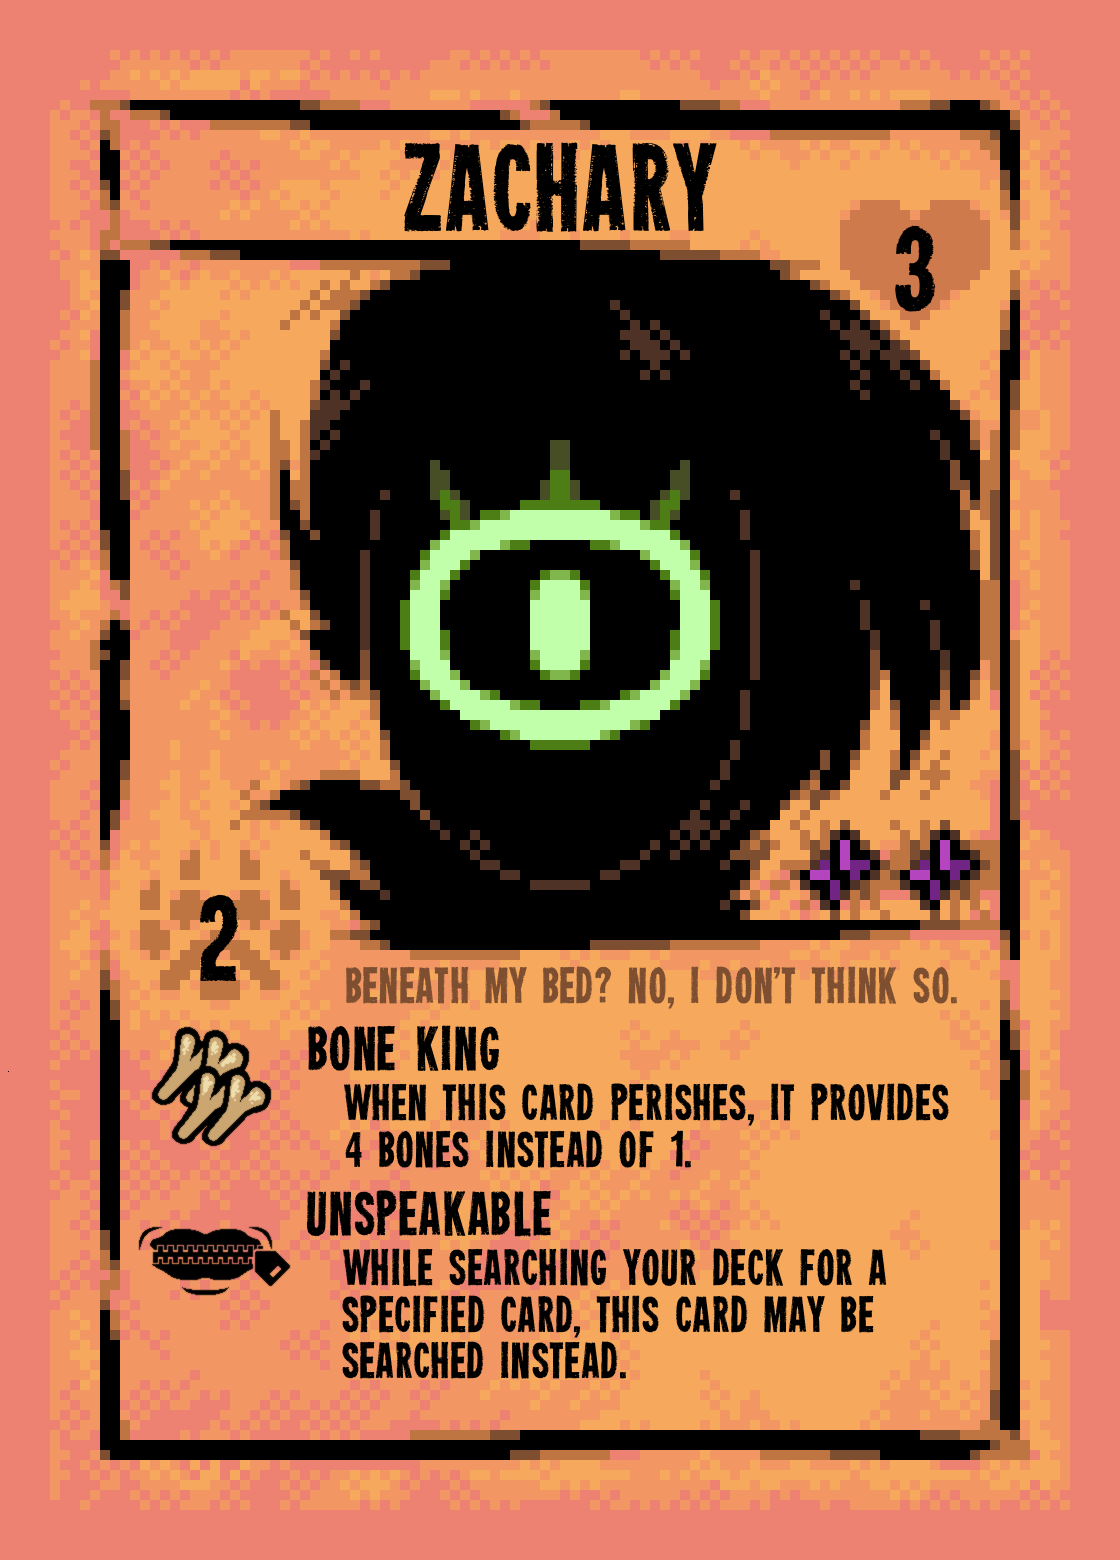 ZACHARY
3
2
BENEATH MY BED? NO, I DON'T THINK SO.
BONE KING
WHEN THIS CARD PERISHES, IT PROVIDES
4 BONES INSTEAD OF 1.
UNSPEAKABLE
WHILE SEARCHING YOUR DECK FOR A
SPECIFIED CARD, THIS CARD MAY BE
SEARCHED INSTEAD.